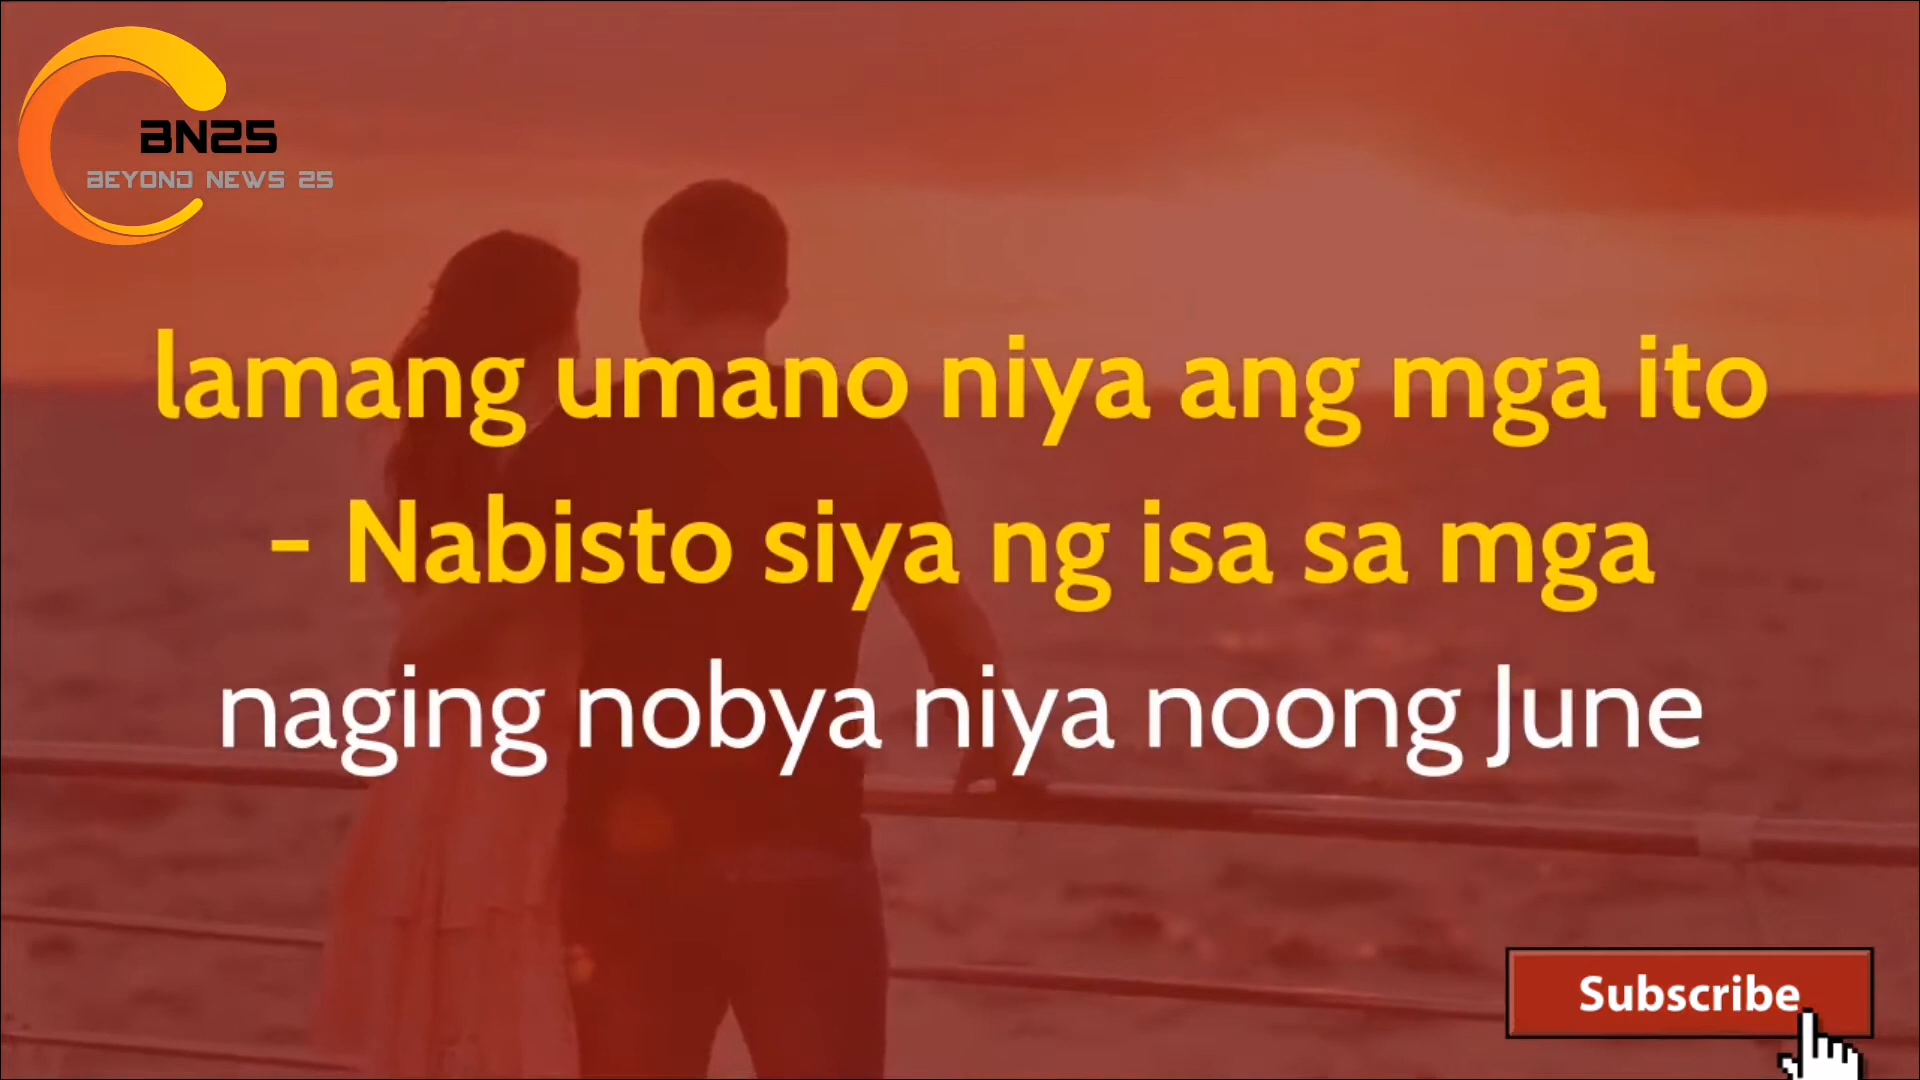 BN25
BEYOND NEWS 25
lamang umano niya ang mga ito
- Nabisto siya ng isa sa mga
naging nobya niya noong June
Subscribe